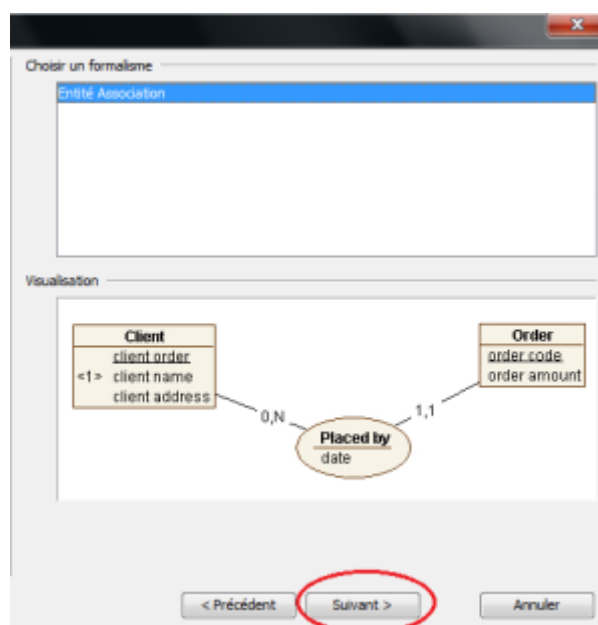 Choisir un formalisme
Entité Association
Visualisation
Client
client order
<1> client name
client address
Order
order code
order amount
0,N
1,1
Placed by
date
< Précédent
Suivant >
Annuler